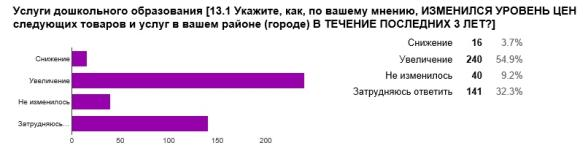 Услуги дошкольного образования [13.1 Укажите, как, по вашему мнению, ИЗМЕНИЛСЯ УРОВЕНЬ ЦЕН
следующих товаров и услуг в вашем районе (городе) В ТЕЧЕНИЕ ПОСЛЕДНИХ 3 ЛЕТ?]
Снижение
Увеличение
Не изменилось
Затрудняюсь…
0 50 100 150 200
Снижение 16 3.7%
Увеличение 240 54.9%
Не изменилось 40 9.2%
Затрудняюсь ответить 141 32.3%